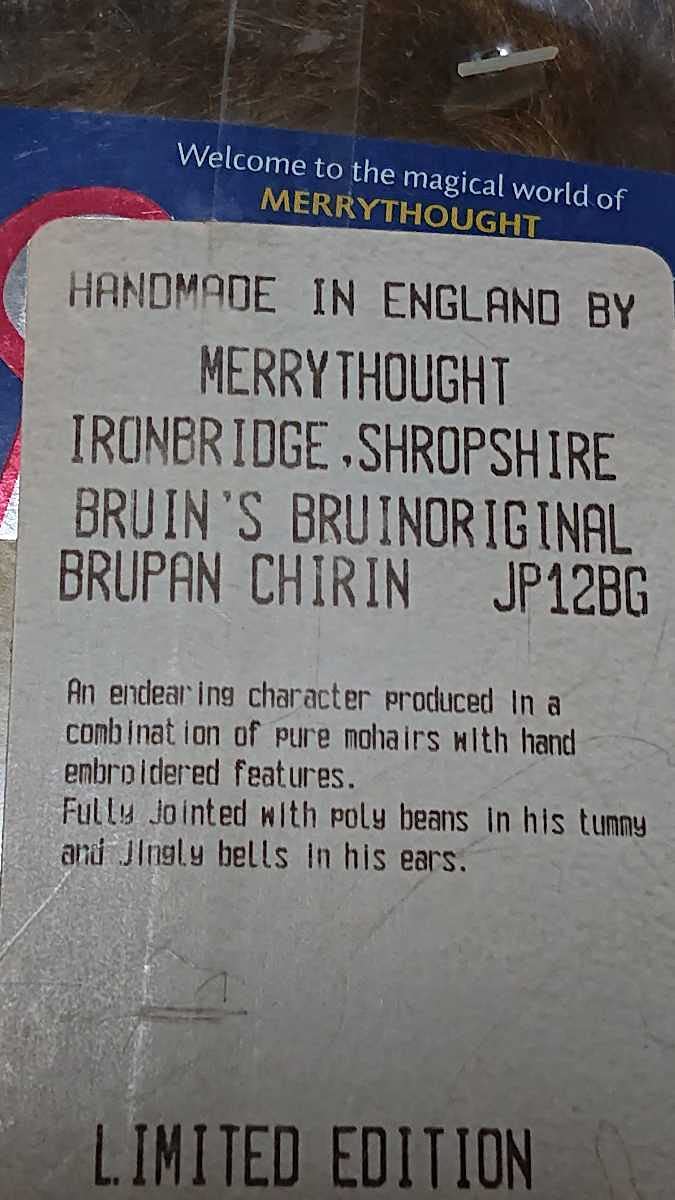 Welcome to the magical world of
MERRYTHOUGHT
HANDMADE IN ENGLAND BY
MERRYTHOUGHT
IRONBRIDGE,SHROPSHIRE
BRUIN'S BRUINORIGINAL
BRUPAN CHIRIN JP12BG
An endearing character produced in a
combination of pure mohairs with hand
embroidered features.
Fully Jointed with poly beans in his tummy
and Jingly bells in his ears.
LIMITED EDITION